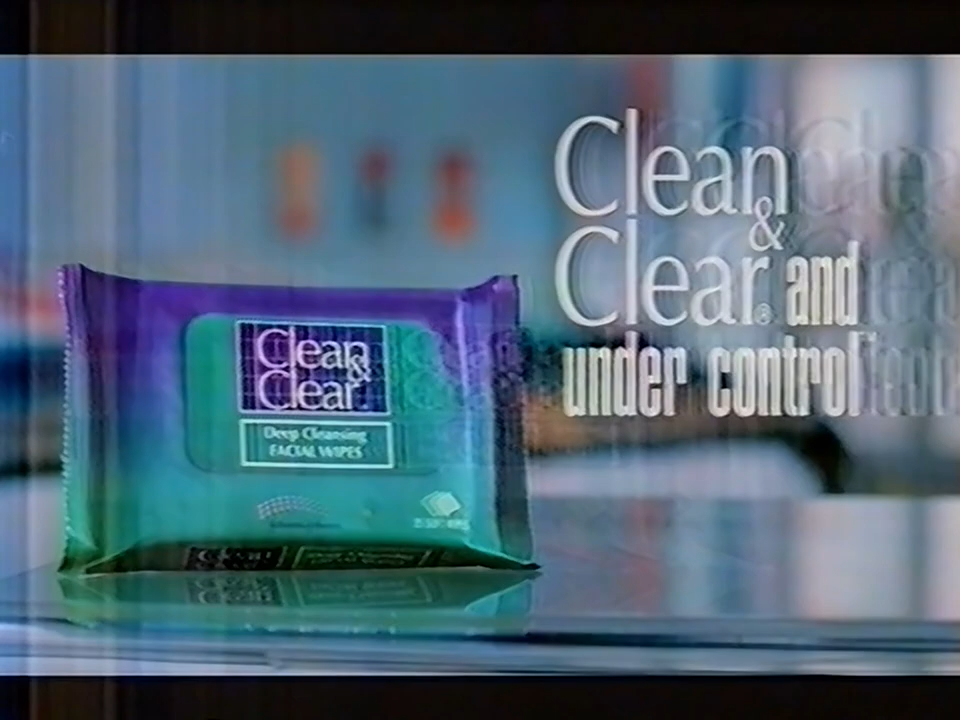 Clean
&
Clear® and
under control
Clean
&
Clear
Deep Cleansing
FACIAL WIPES